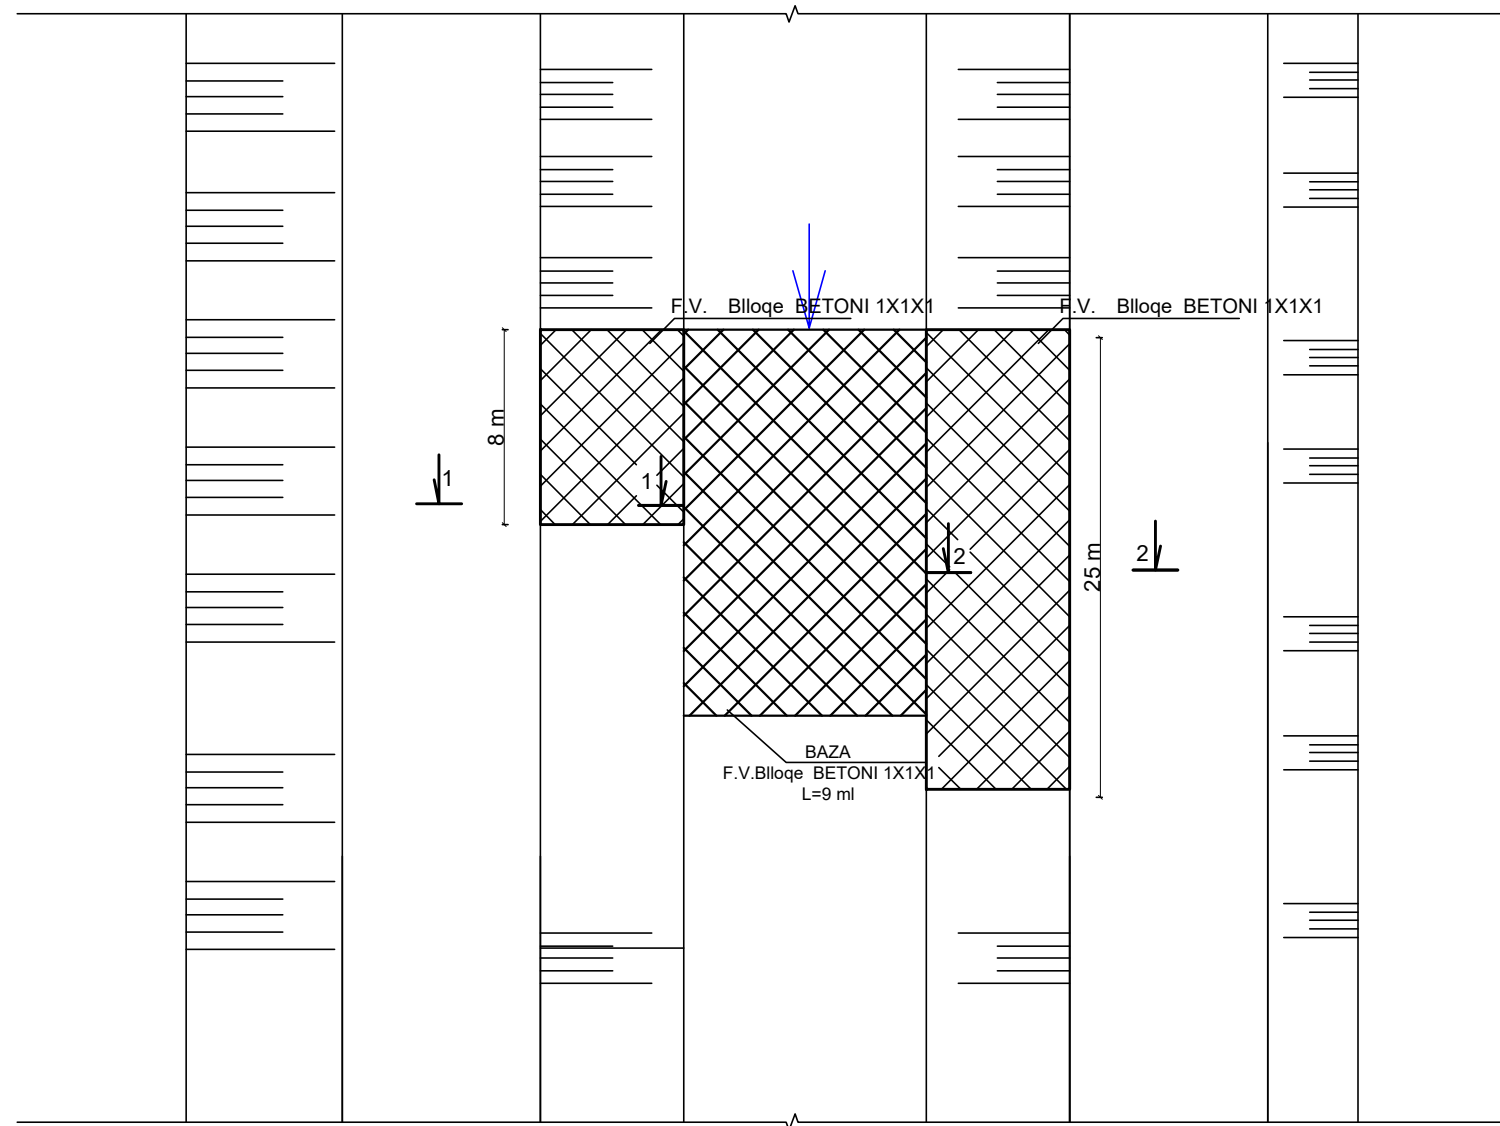 F.V. Blloqe BETONI 1X1X1
F.V. Blloqe BETONI 1X1X1
8 m
1
1
2
2
25 m
BAZA
F.V.Blloqe BETONI 1X1X1
L=9 ml